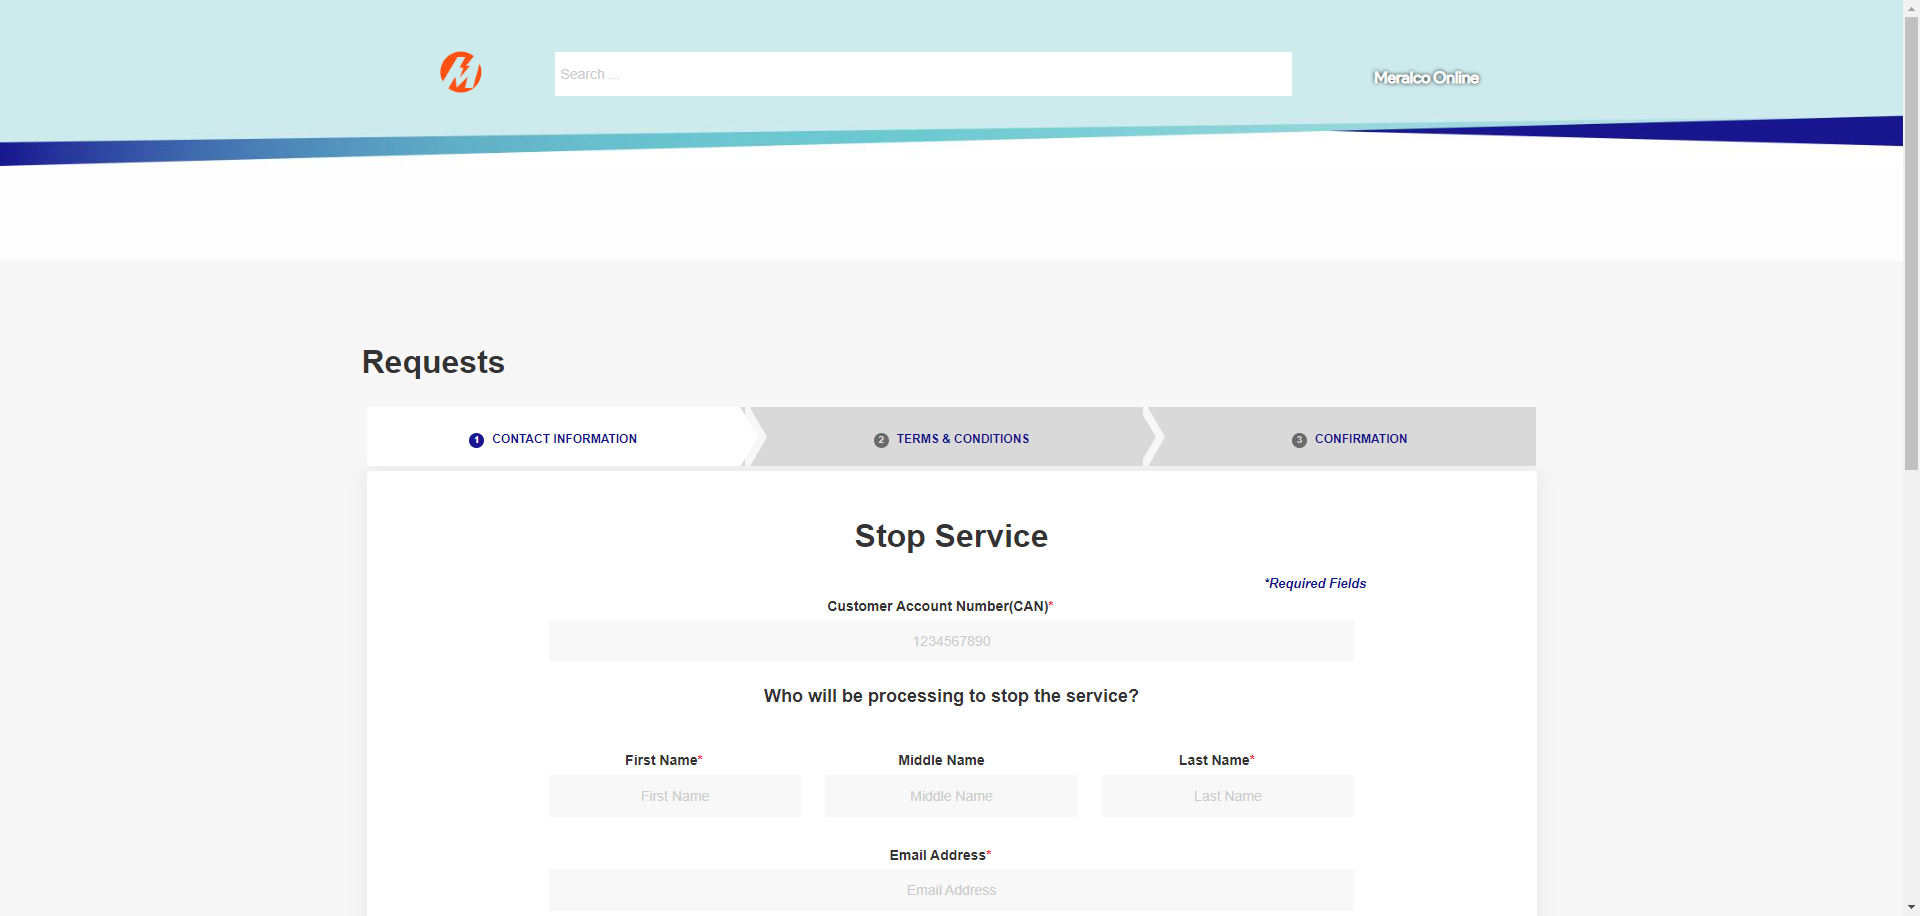 Search ...
Meralco Online
Requests
1 CONTACT INFORMATION
2 TERMS & CONDITIONS
3 CONFIRMATION
Stop Service
*Required Fields
Customer Account Number(CAN)*
1234567890
Who will be processing to stop the service?
First Name*
Middle Name
Last Name*
First Name
Middle Name
Last Name
Email Address*
Email Address